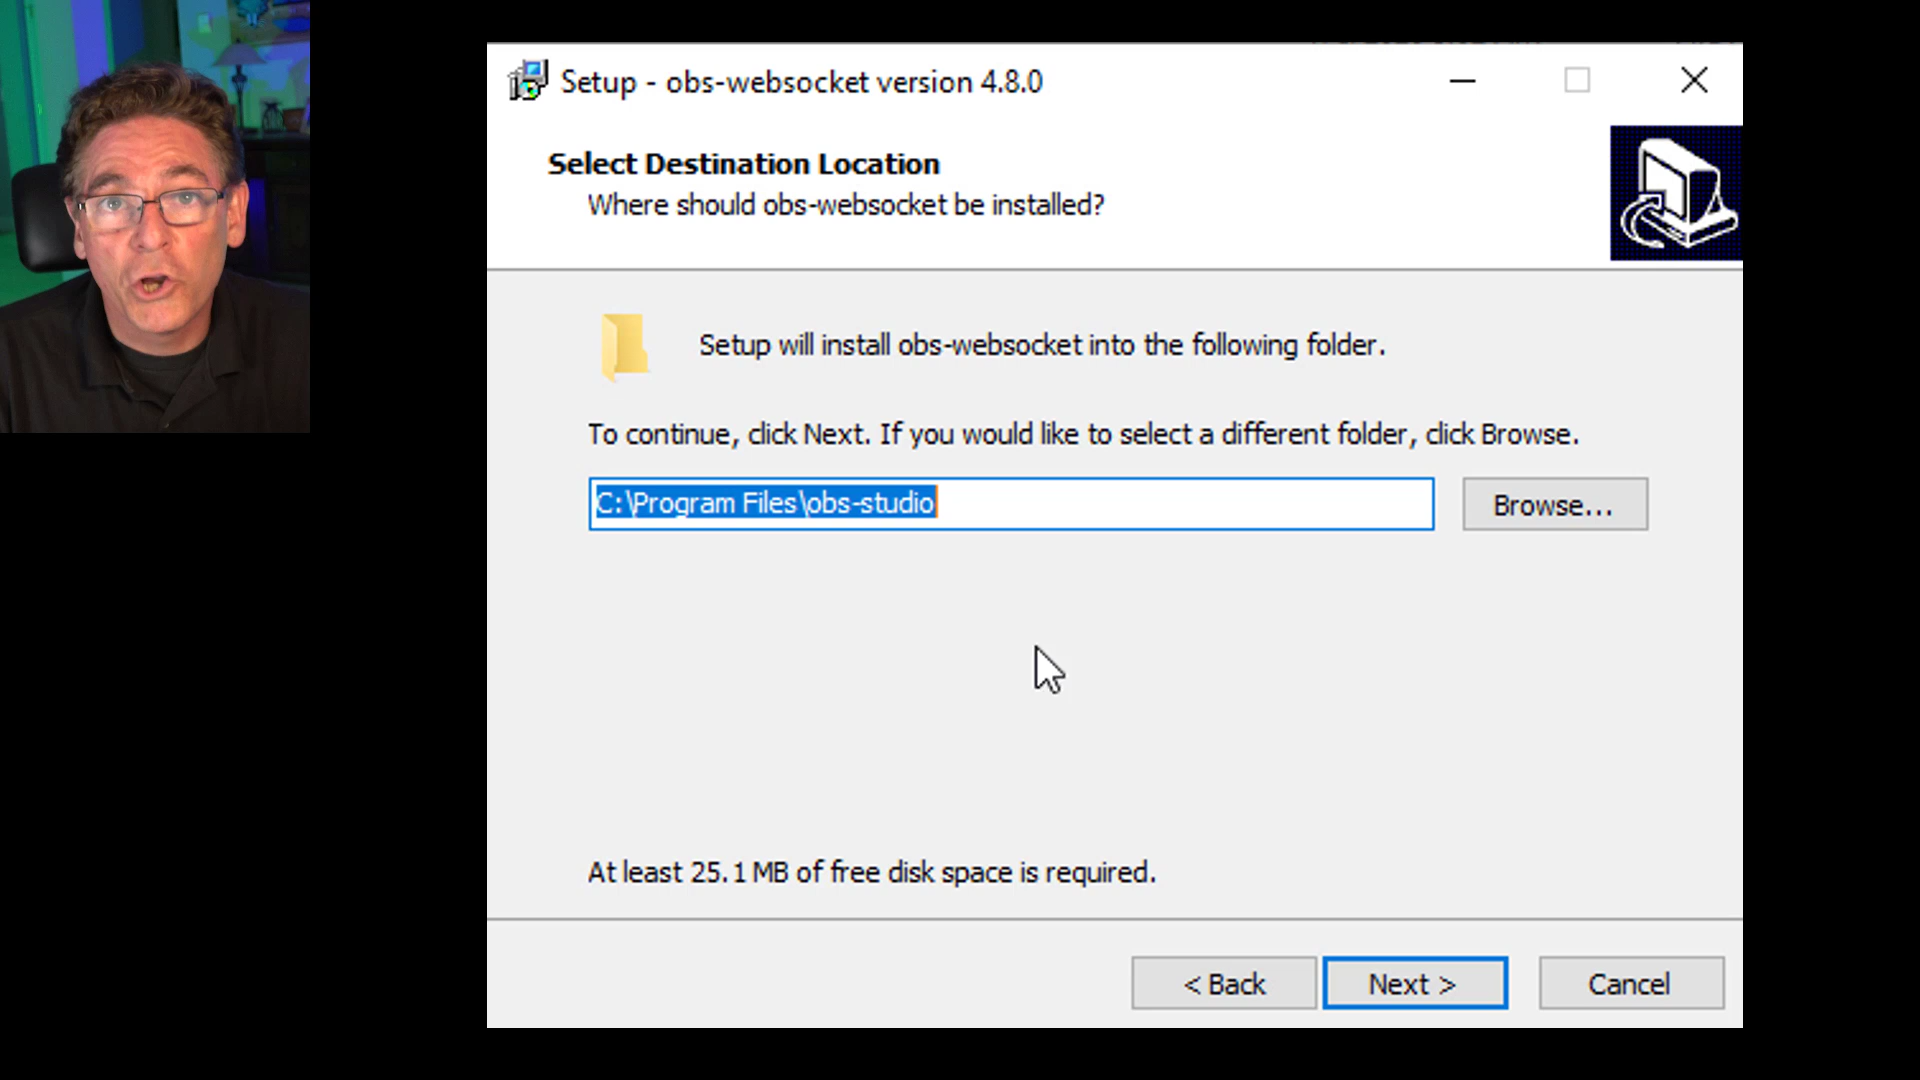 Setup - obs-websocket version 4.8.0
Select Destination Location
Where should obs-websocket be installed?
Setup will install obs-websocket into the following folder.
To continue, click Next. If you would like to select a different folder, click Browse.
C:\Program Files\obs-studio
Browse...
At least 25.1 MB of free disk space is required.
< Back
Next >
Cancel